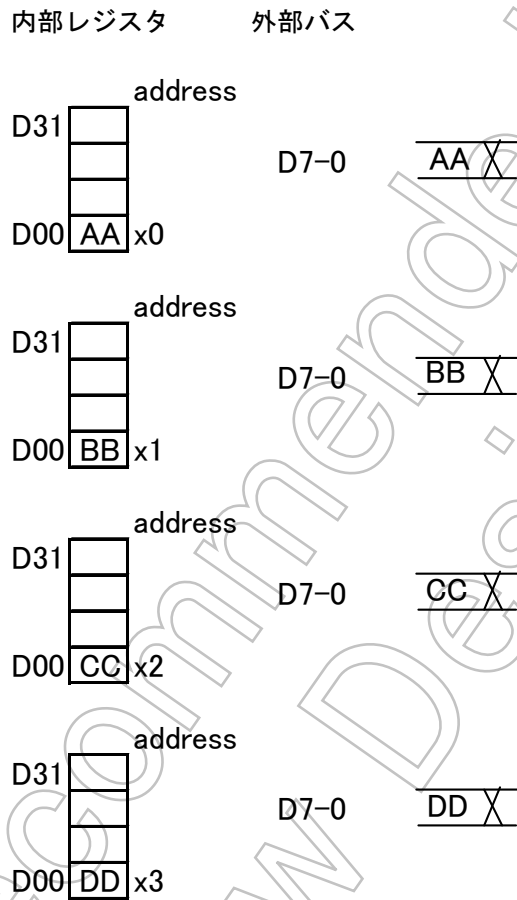 内部レジスタ 外部バス
address
D31
D7-0 AA
D00 AA x0
address
D31
D7-0 BB
D00 BB x1
address
D31
D7-0 CC
D00 CC x2
address
D31
D7-0 DD
D00 DD x3